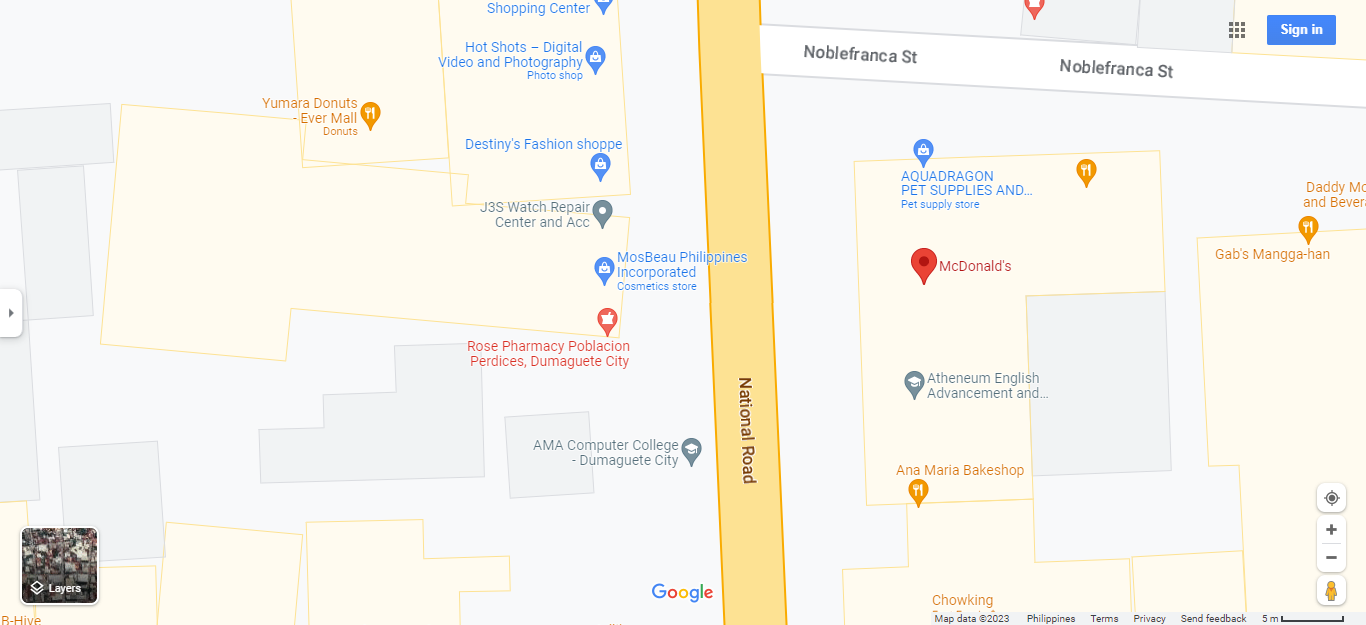 Shopping Center
Hot Shots – Digital
Video and Photography
Photo shop
Noblefranca St
Noblefranca St
Sign in
Yumara Donuts
- Ever Mall
Donuts
Destiny's Fashion shoppe
AQUADRAGON
PET SUPPLIES AND...
Pet supply store
Daddy Mo
and Bever
J3S Watch Repair
Center and Acc
Gab's Mangga-han
MosBeau Philippines
Incorporated
Cosmetics store
McDonald's
Rose Pharmacy Poblacion
Perdices, Dumaguete City
National Road
Atheneum English
Advancement and...
AMA Computer College
- Dumaguete City
Ana Maria Bakeshop
Layers
Google
Chowking
B-Hive
Map data ©2023
Philippines
Terms
Privacy
Send feedback
5 m